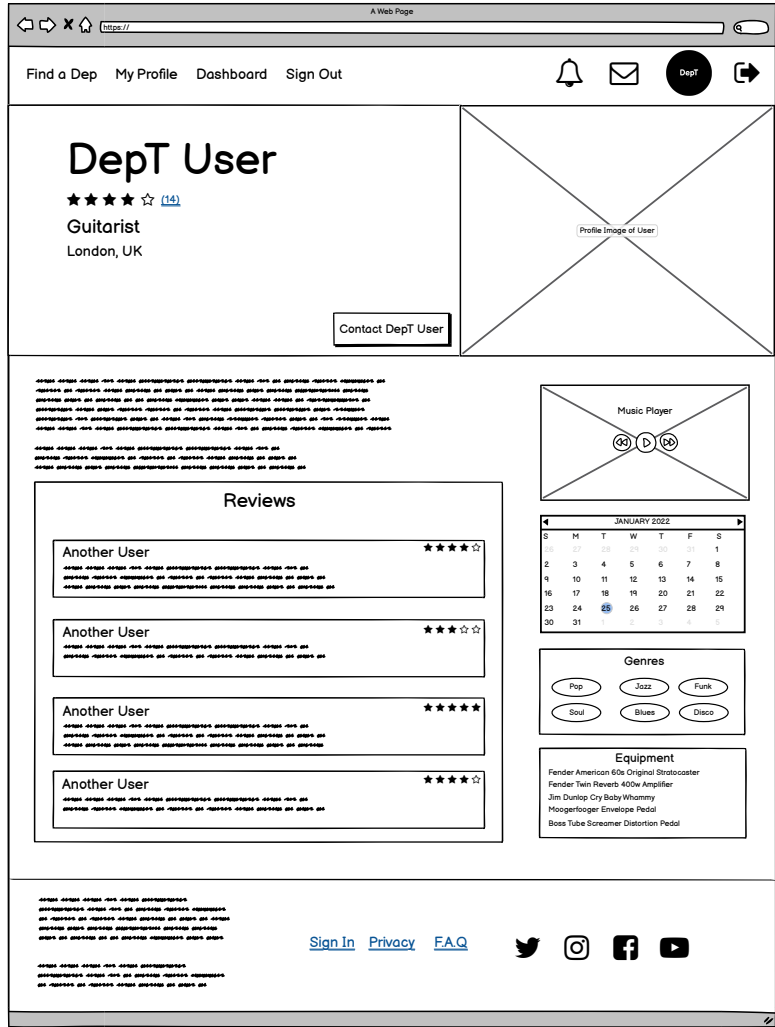 A Web Page
https://
Find a Dep My Profile Dashboard Sign Out
DepT
DepT User
(14)
Guitarist
London, UK
Contact DepT User
Profile Image of User
Music Player
Reviews
Another User
Another User
Another User
Another User
JANUARY 2022
S M T W T F S
26 27 28 29 30 31 1
2 3 4 5 6 7 8
9 10 11 12 13 14 15
16 17 18 19 20 21 22
23 24 25 26 27 28 29
30 31 1 2 3 4 5
Genres
Pop Jazz Funk
Soul Blues Disco
Equipment
Fender American 60s Original Stratocaster
Fender Twin Reverb 400w Amplifier
Jim Dunlop Cry Baby Whammy
Moogerfooger Envelope Pedal
Boss Tube Screamer Distortion Pedal
Sign In Privacy F.A.Q